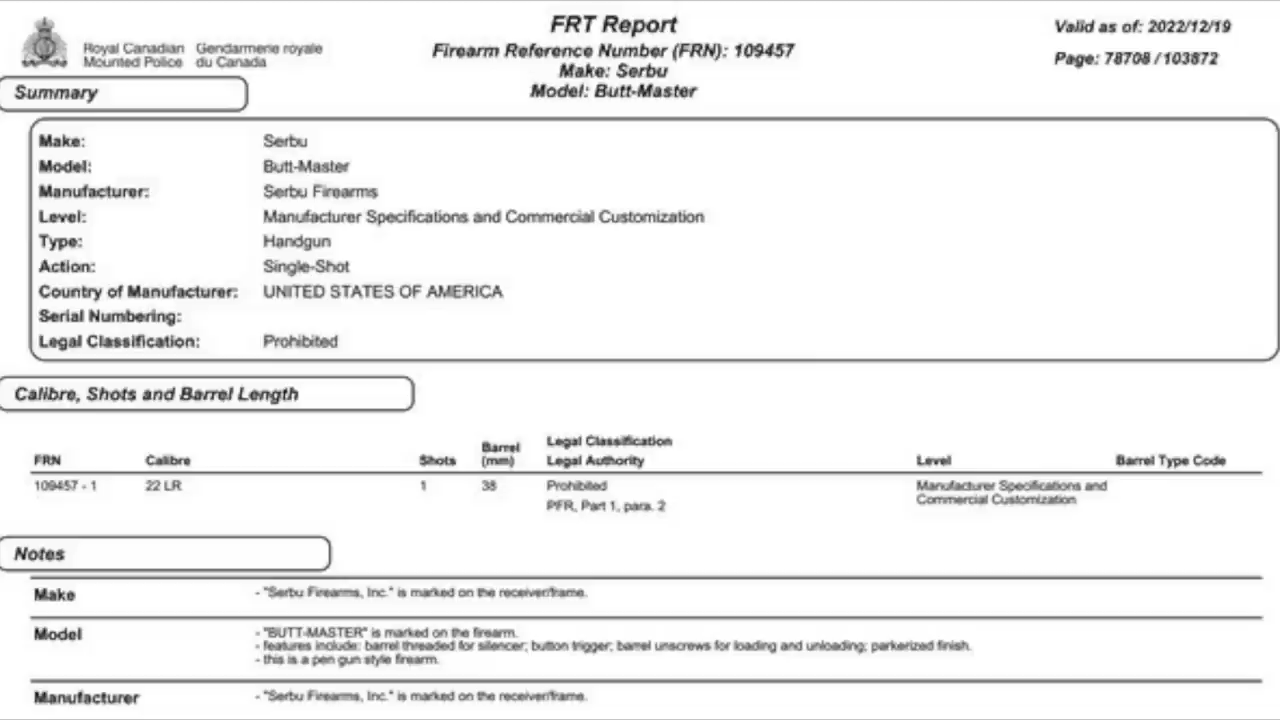 FRT Report
Firearm Reference Number (FRN): 109457
Make: Serbu
Model: Butt-Master
Royal Canadian Mounted Police
Gendarmerie royale du Canada
Valid as of: 2022/12/19
Page: 78708 / 103872
Summary
Make: Serbu
Model: Butt-Master
Manufacturer: Serbu Firearms
Level: Manufacturer Specifications and Commercial Customization
Type: Handgun
Action: Single-Shot
Country of Manufacturer: UNITED STATES OF AMERICA
Serial Numbering:
Legal Classification: Prohibited
Calibre, Shots and Barrel Length
FRN Calibre Shots Barrel (mm) Legal Classification Legal Authority Level Barrel Type Code
109457 - 1 22 LR 1 38 Prohibited Manufacturer Specifications and
PFR, Part 1, para. 2 Commercial Customization
Notes
Make - "Serbu Firearms, Inc." is marked on the receiver/frame.
Model - "BUTT-MASTER" is marked on the firearm.
- features include: barrel threaded for silencer; button trigger; barrel unscrews for loading and unloading; parkerized finish.
- this is a pen gun style firearm.
Manufacturer - "Serbu Firearms, Inc." is marked on the receiver/frame.